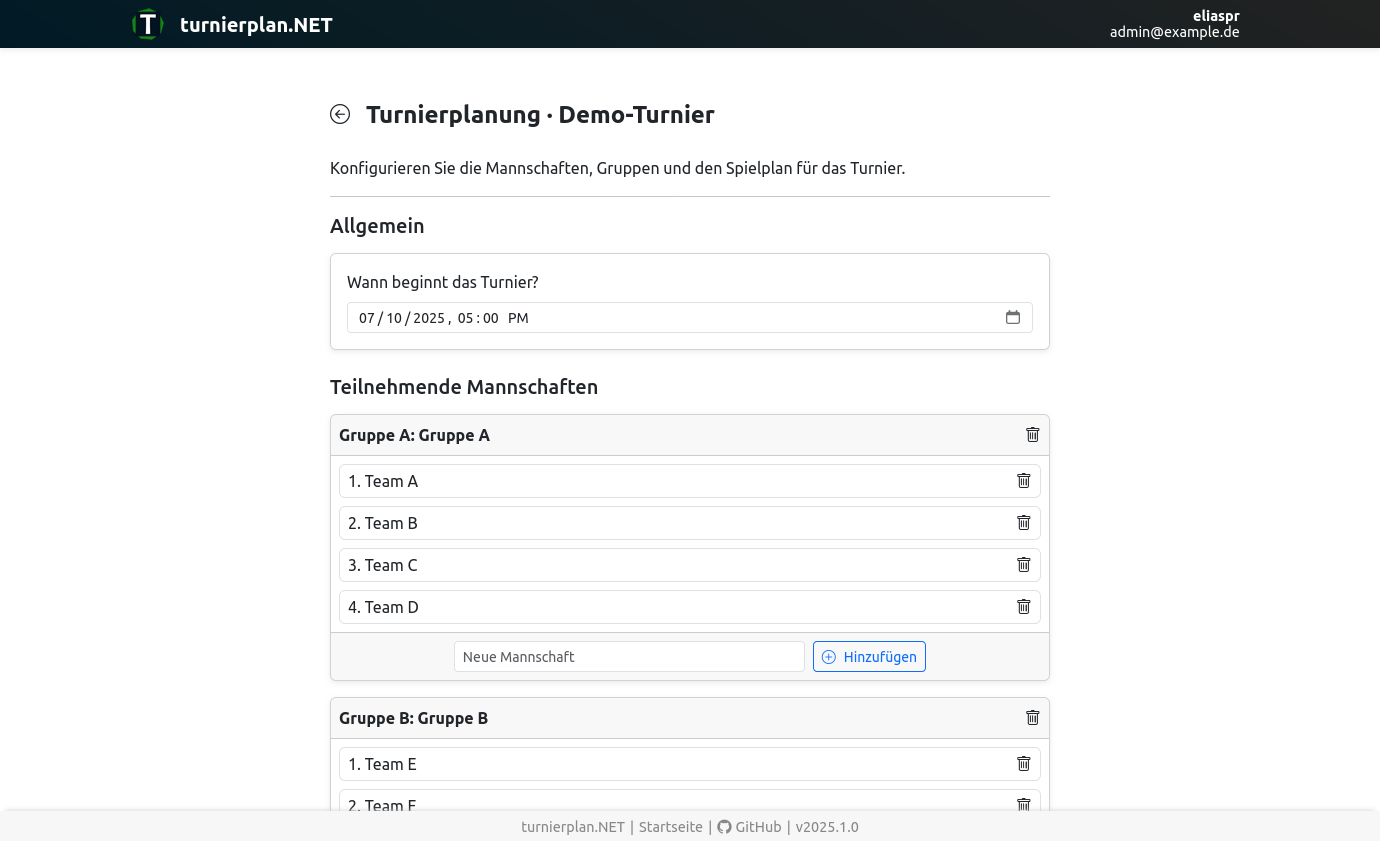 T turnierplan.NET
eliaspr
admin@example.de
Turnierplanung · Demo-Turnier
Konfigurieren Sie die Mannschaften, Gruppen und den Spielplan für das Turnier.
Allgemein
Wann beginnt das Turnier?
07/10/2025, 05:00 PM
Teilnehmende Mannschaften
Gruppe A: Gruppe A
1. Team A
2. Team B
3. Team C
4. Team D
Neue Mannschaft
Hinzufügen
Gruppe B: Gruppe B
1. Team E
2. Team F
turnierplan.NET | Startseite | GitHub | v2025.1.0